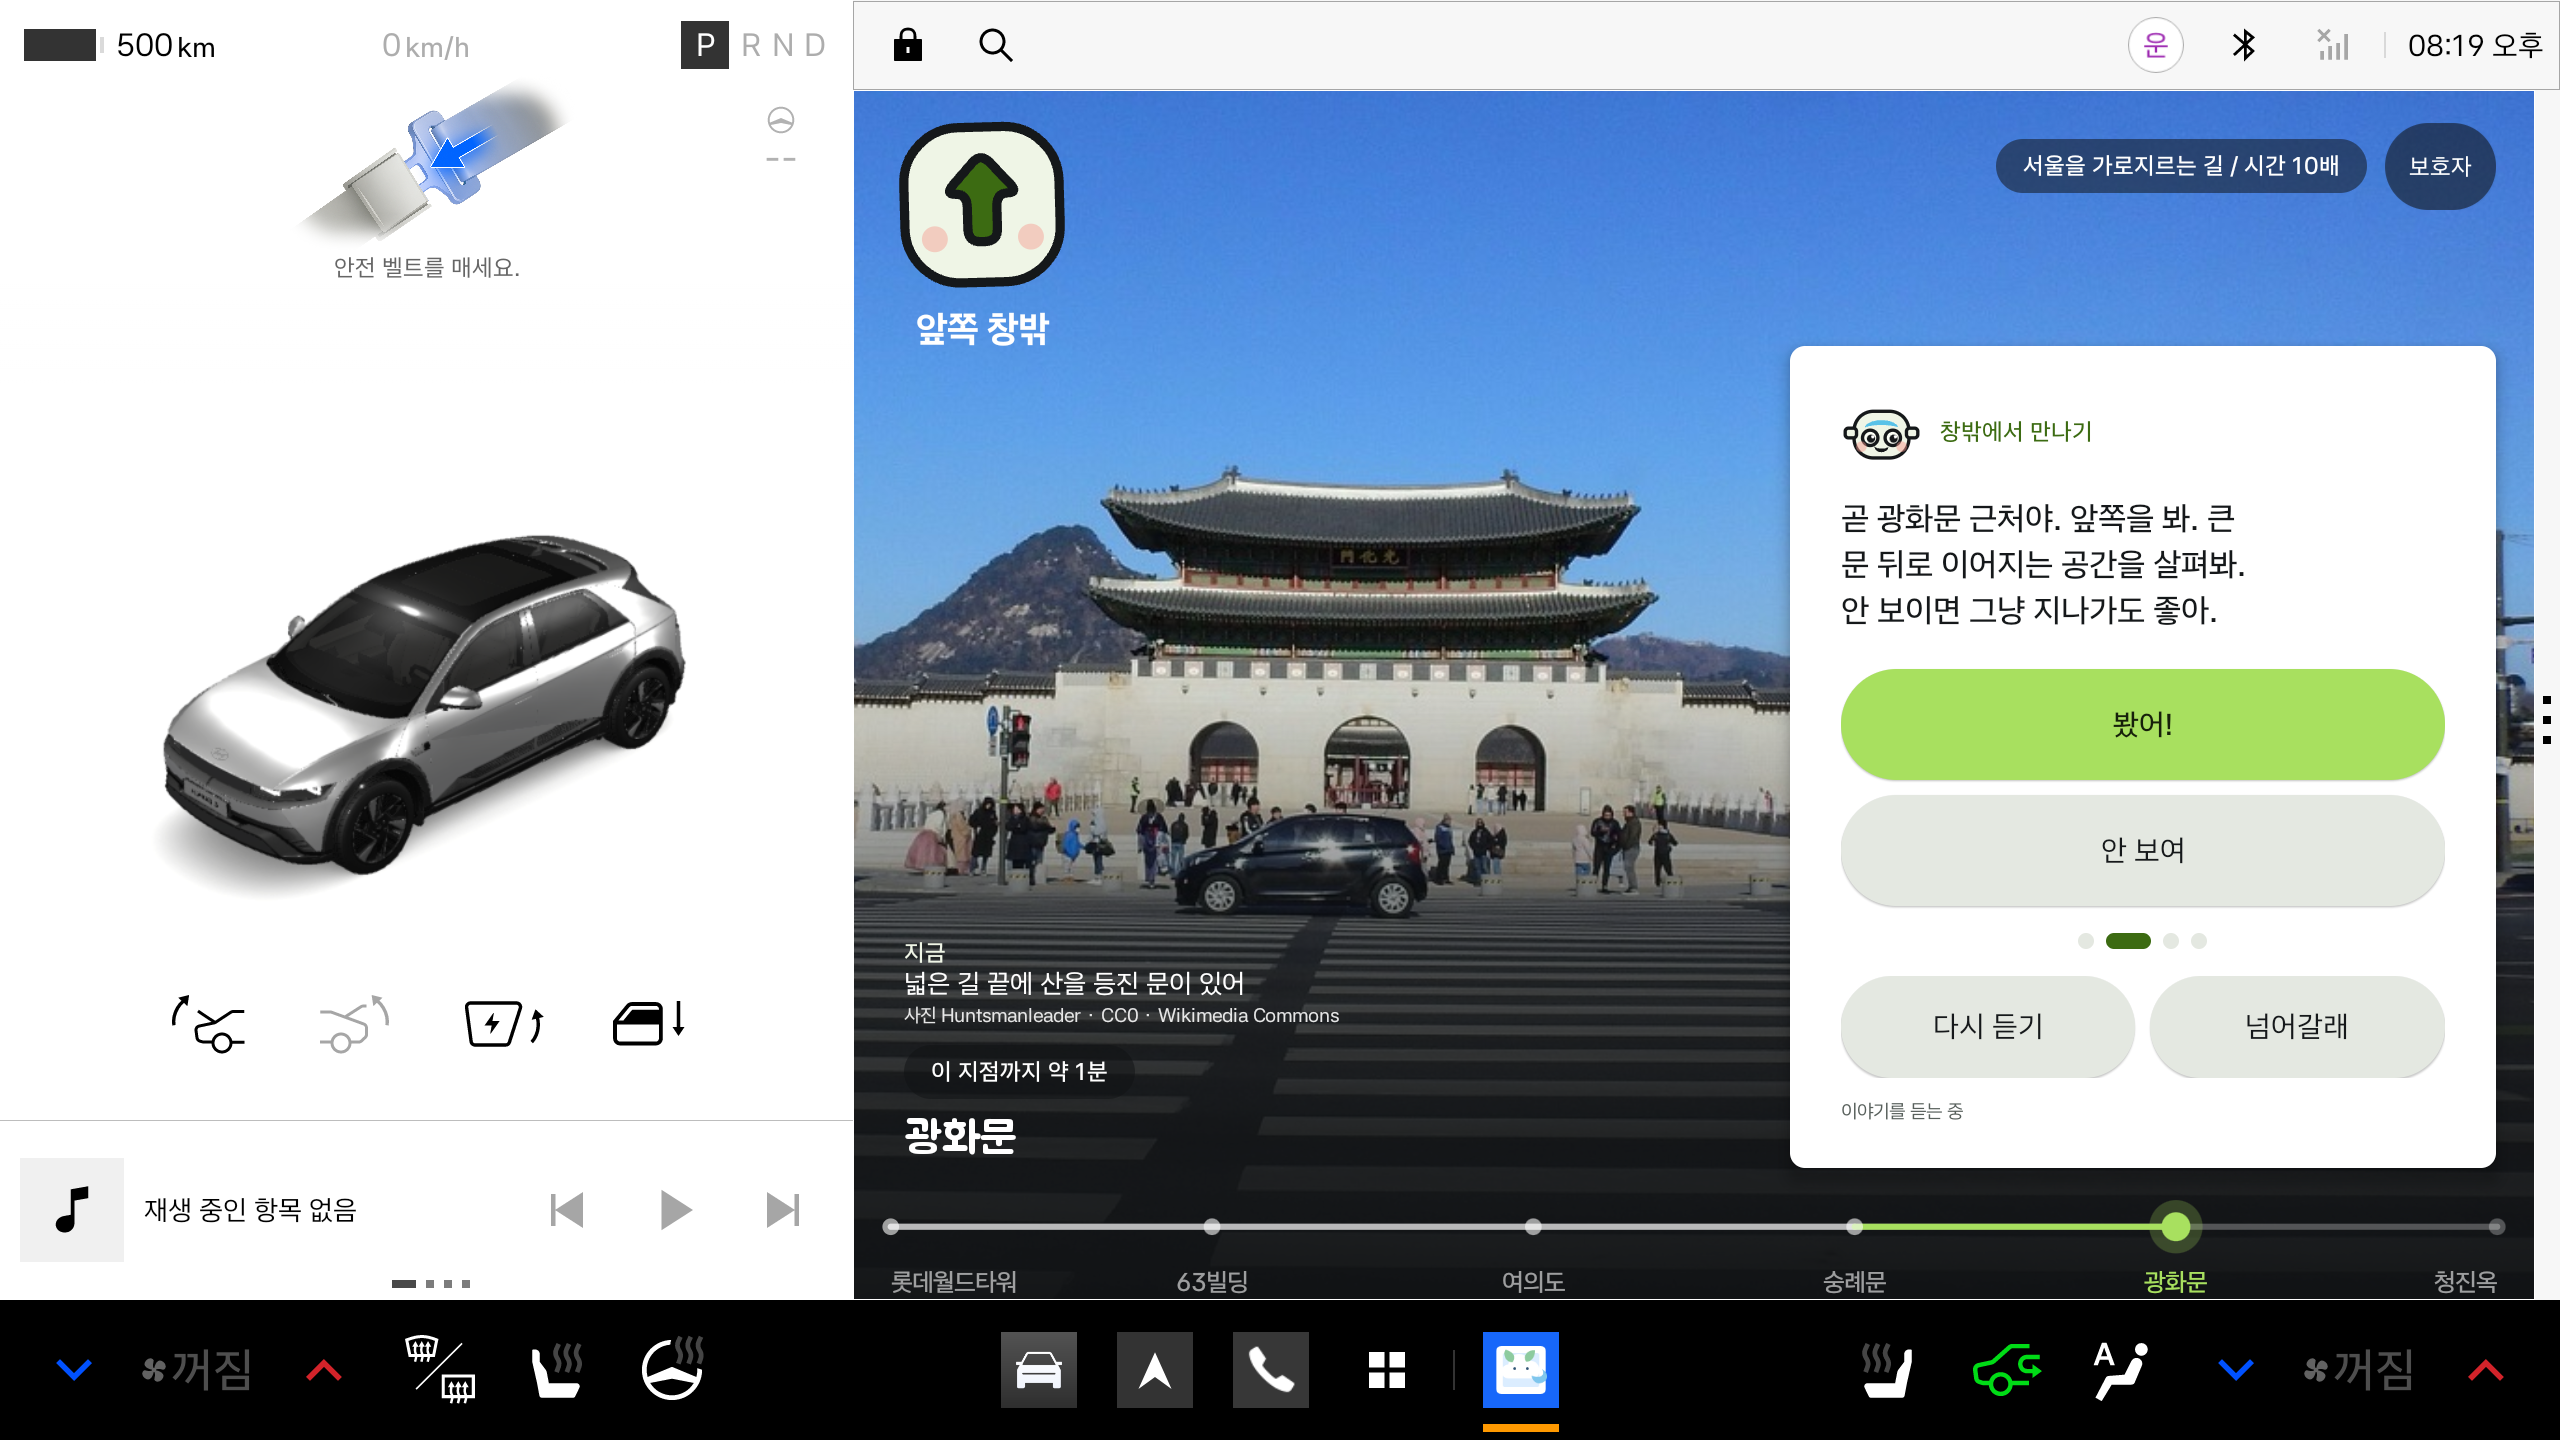 500 km
0 km/h
P R N D
운
08:19 오후
안전 벨트를 매세요.
서울을 가로지르는 길 / 시간 10배
보호자
앞쪽 창밖
창밖에서 만나기
곧 광화문 근처야. 앞쪽을 봐. 큰
문 뒤로 이어지는 공간을 살펴봐.
안 보이면 그냥 지나가도 좋아.
봤어!
안 보여
다시 듣기
넘어갈래
이야기를 듣는 중
지금
넓은 길 끝에 산을 등진 문이 있어
사진 Huntsmanleader · CC0 · Wikimedia Commons
이 지점까지 약 1분
광화문
롯데월드타워
63빌딩
여의도
숭례문
광화문
청진옥
재생 중인 항목 없음
꺼짐
A
꺼짐
門化光